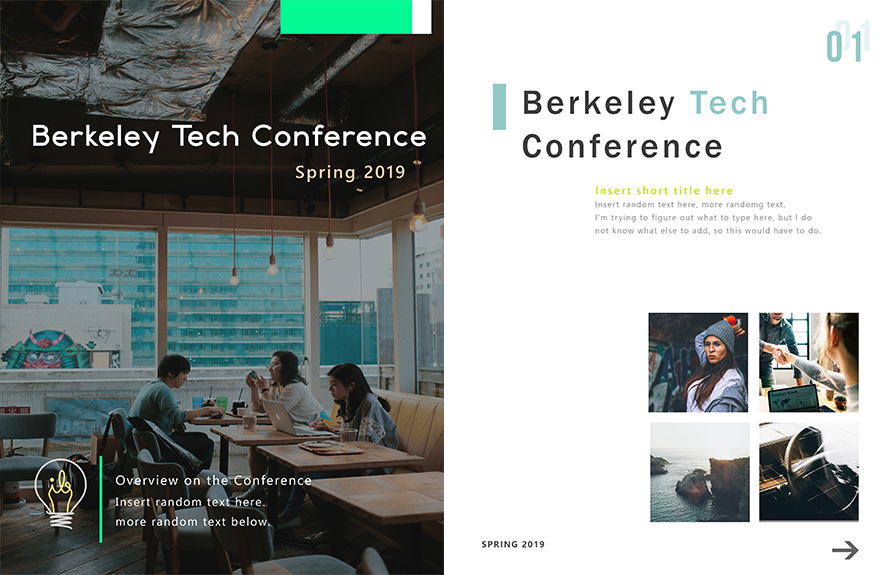 Berkeley Tech Conference
Spring 2019
Overview on the Conference
Insert random text here.
more random text below.
01
Berkeley Tech
Conference
Insert short title here
Insert random text here, more randomg text,
I'm trying to figure out what to type here, but I do
not know what else to add, so this would have to do.
SPRING 2019